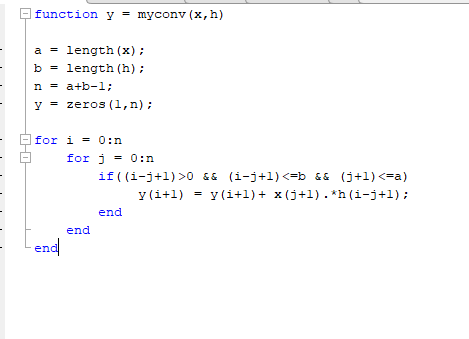 function y = myconv(x,h)
a = length(x);
b = length(h);
n = a+b-1;
y = zeros(1,n);
for i = 0:n
for j = 0:n
if((i-j+1)>0 && (i-j+1)<=b && (j+1)<=a)
y(i+1) = y(i+1)+ x(j+1).*h(i-j+1);
end
end
end